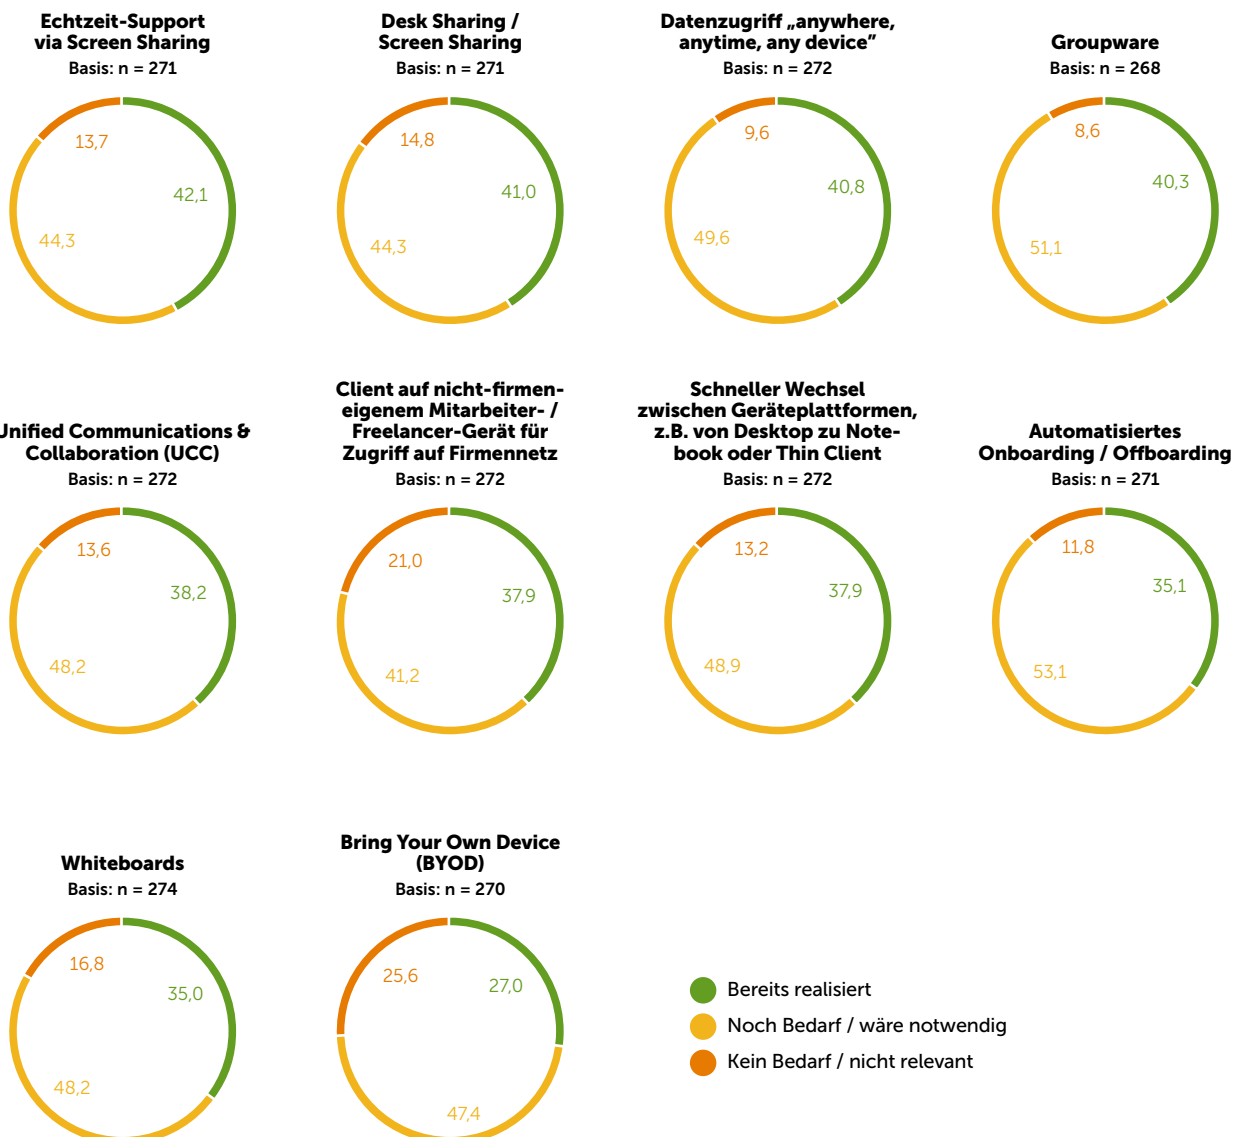 Echtzeit-Support
via Screen Sharing
Basis: n = 271
13,7
42,1
44,3
Desk Sharing /
Screen Sharing
Basis: n = 271
14,8
41,0
44,3
Datenzugriff „anywhere,
anytime, any device”
Basis: n = 272
9,6
40,8
49,6
Groupware
Basis: n = 268
8,6
40,3
51,1
Unified Communications &
Collaboration (UCC)
Basis: n = 272
13,6
38,2
48,2
Client auf nicht-firmen-
eigenem Mitarbeiter- /
Freelancer-Gerät für
Zugriff auf Firmennetz
Basis: n = 272
21,0
37,9
41,2
Schneller Wechsel
zwischen Geräteplattformen,
z.B. von Desktop zu Note-
book oder Thin Client
Basis: n = 272
13,2
37,9
48,9
Automatisiertes
Onboarding / Offboarding
Basis: n = 271
11,8
35,1
53,1
Whiteboards
Basis: n = 274
16,8
35,0
48,2
Bring Your Own Device
(BYOD)
Basis: n = 270
25,6
27,0
47,4
Bereits realisiert
Noch Bedarf / wäre notwendig
Kein Bedarf / nicht relevant